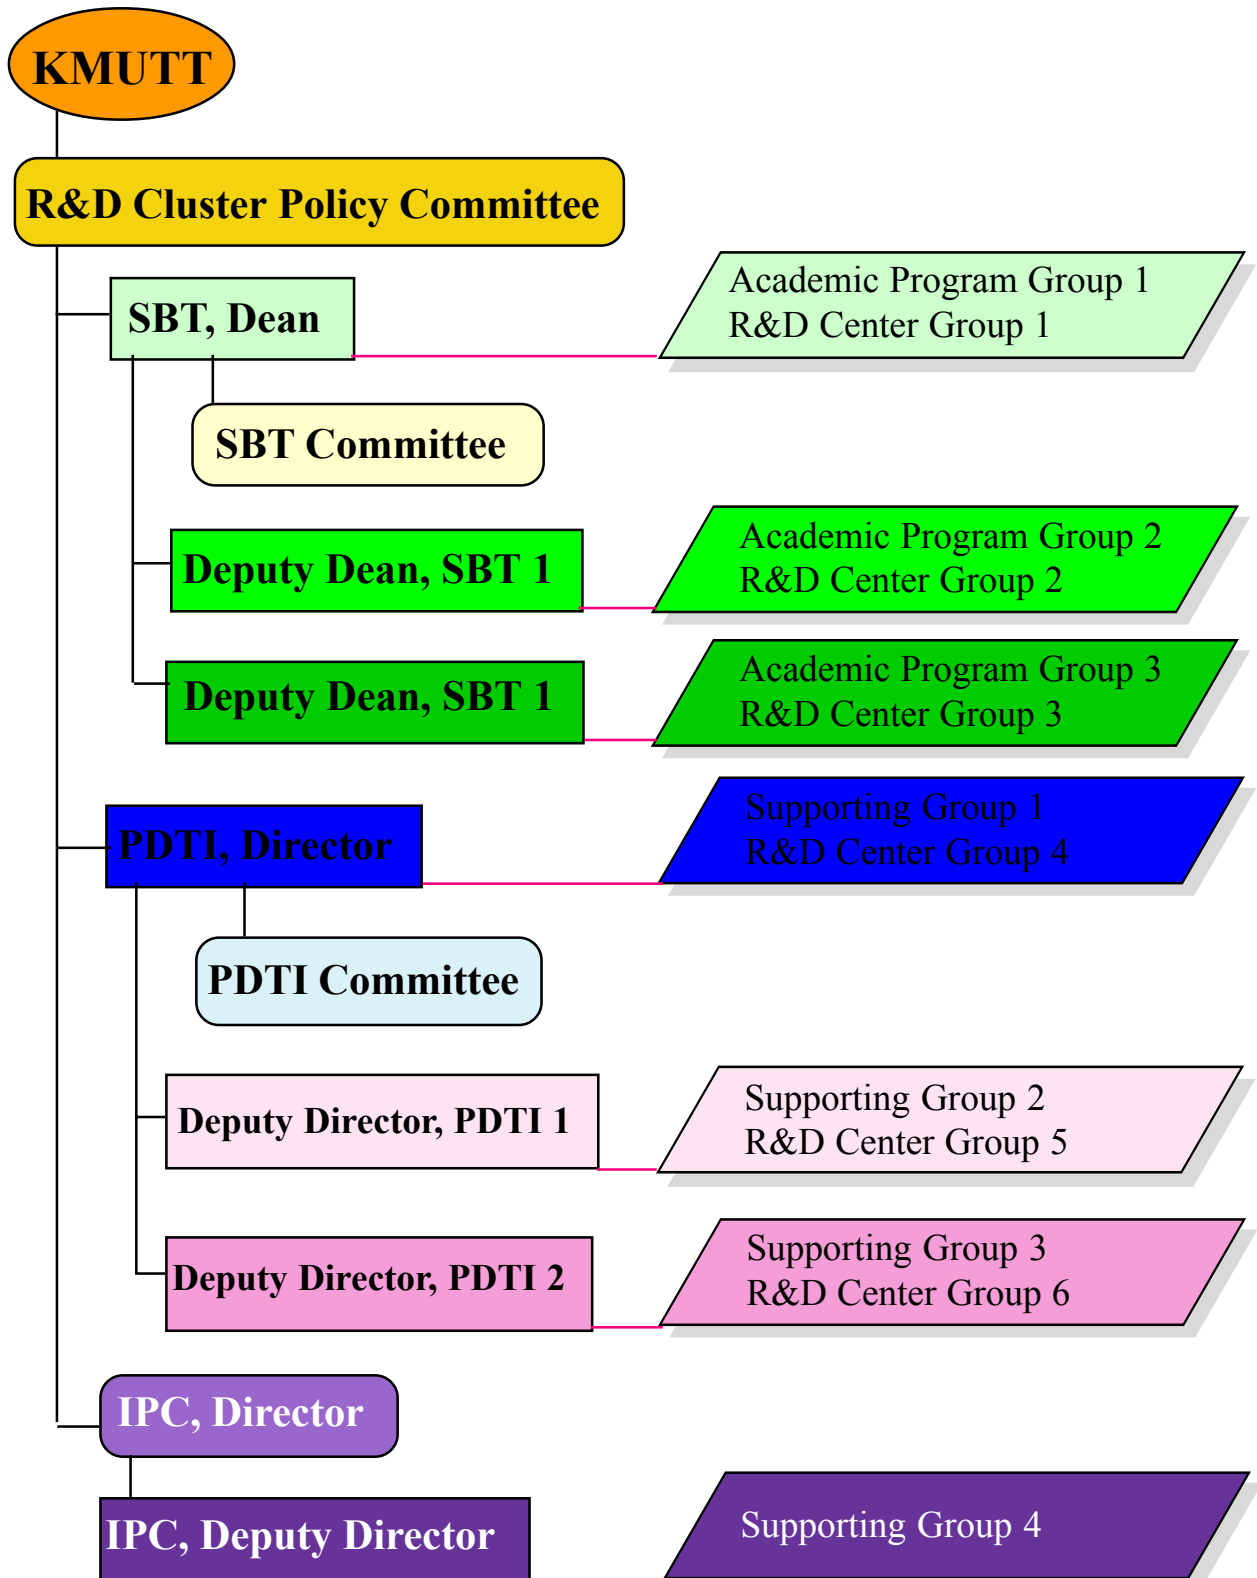 KMUTT
R&D Cluster Policy Committee
SBT, Dean
Academic Program Group 1
R&D Center Group 1
SBT Committee
Deputy Dean, SBT 1
Academic Program Group 2
R&D Center Group 2
Deputy Dean, SBT 1
Academic Program Group 3
R&D Center Group 3
PDTI, Director
Supporting Group 1
R&D Center Group 4
PDTI Committee
Deputy Director, PDTI 1
Supporting Group 2
R&D Center Group 5
Deputy Director, PDTI 2
Supporting Group 3
R&D Center Group 6
IPC, Director
IPC, Deputy Director
Supporting Group 4